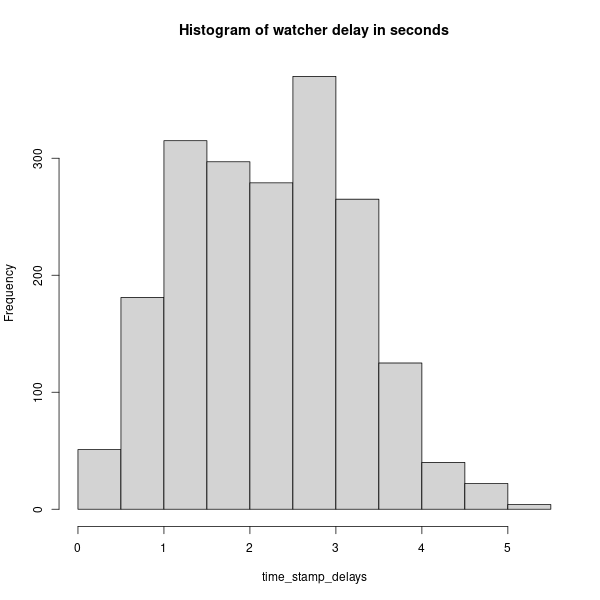 Histogram of watcher delay in seconds
Frequency
300
200
100
0
0 1 2 3 4 5
time_stamp_delays